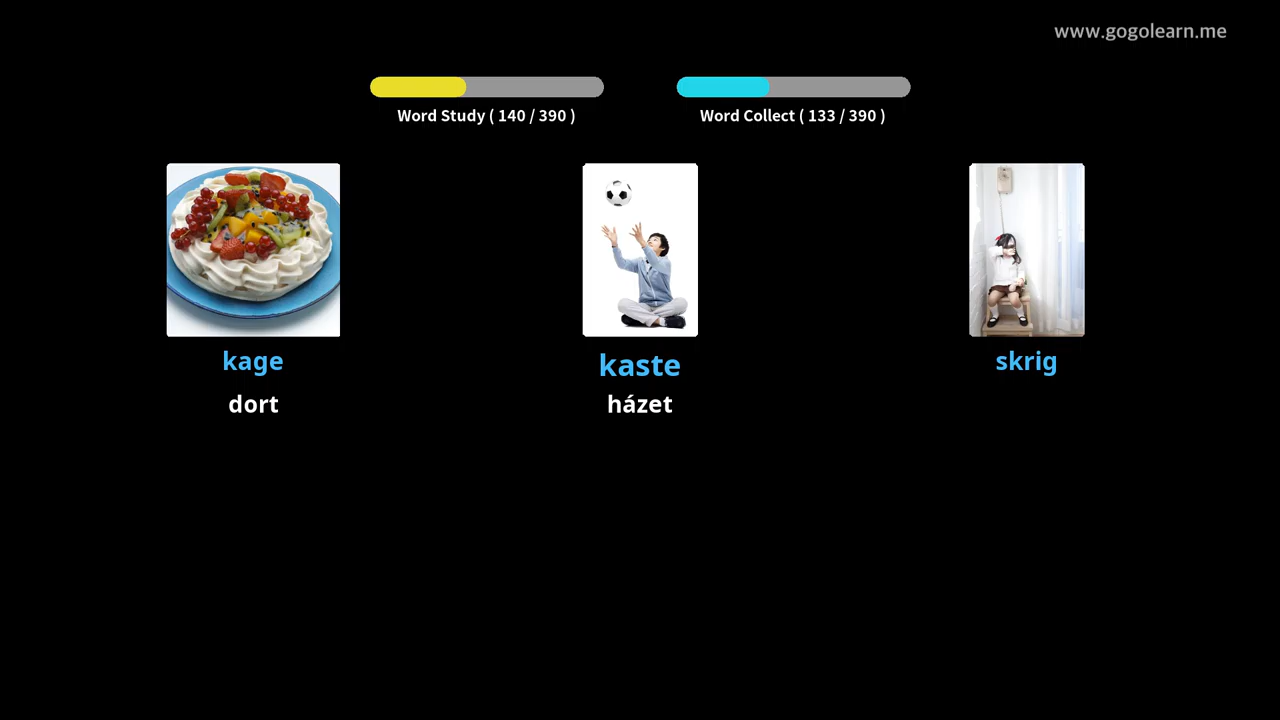 www.gogolearn.me
Word Study ( 140 / 390 )
Word Collect ( 133 / 390 )
kage
kaste
skrig
dort
házet